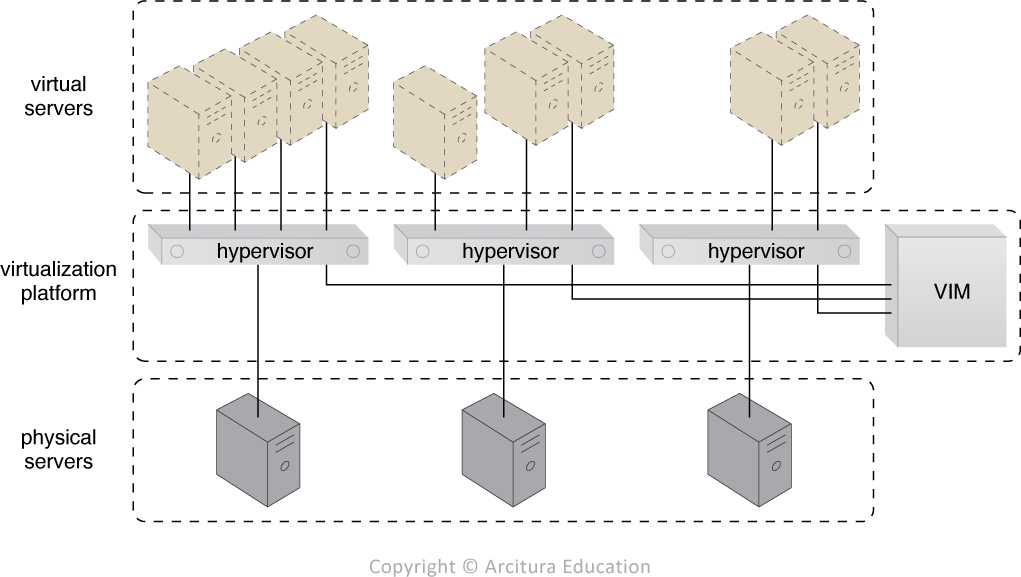 virtual
servers
hypervisor
hypervisor
hypervisor
virtualization
platform
VIM
physical
servers
Copyright © Arcitura Education